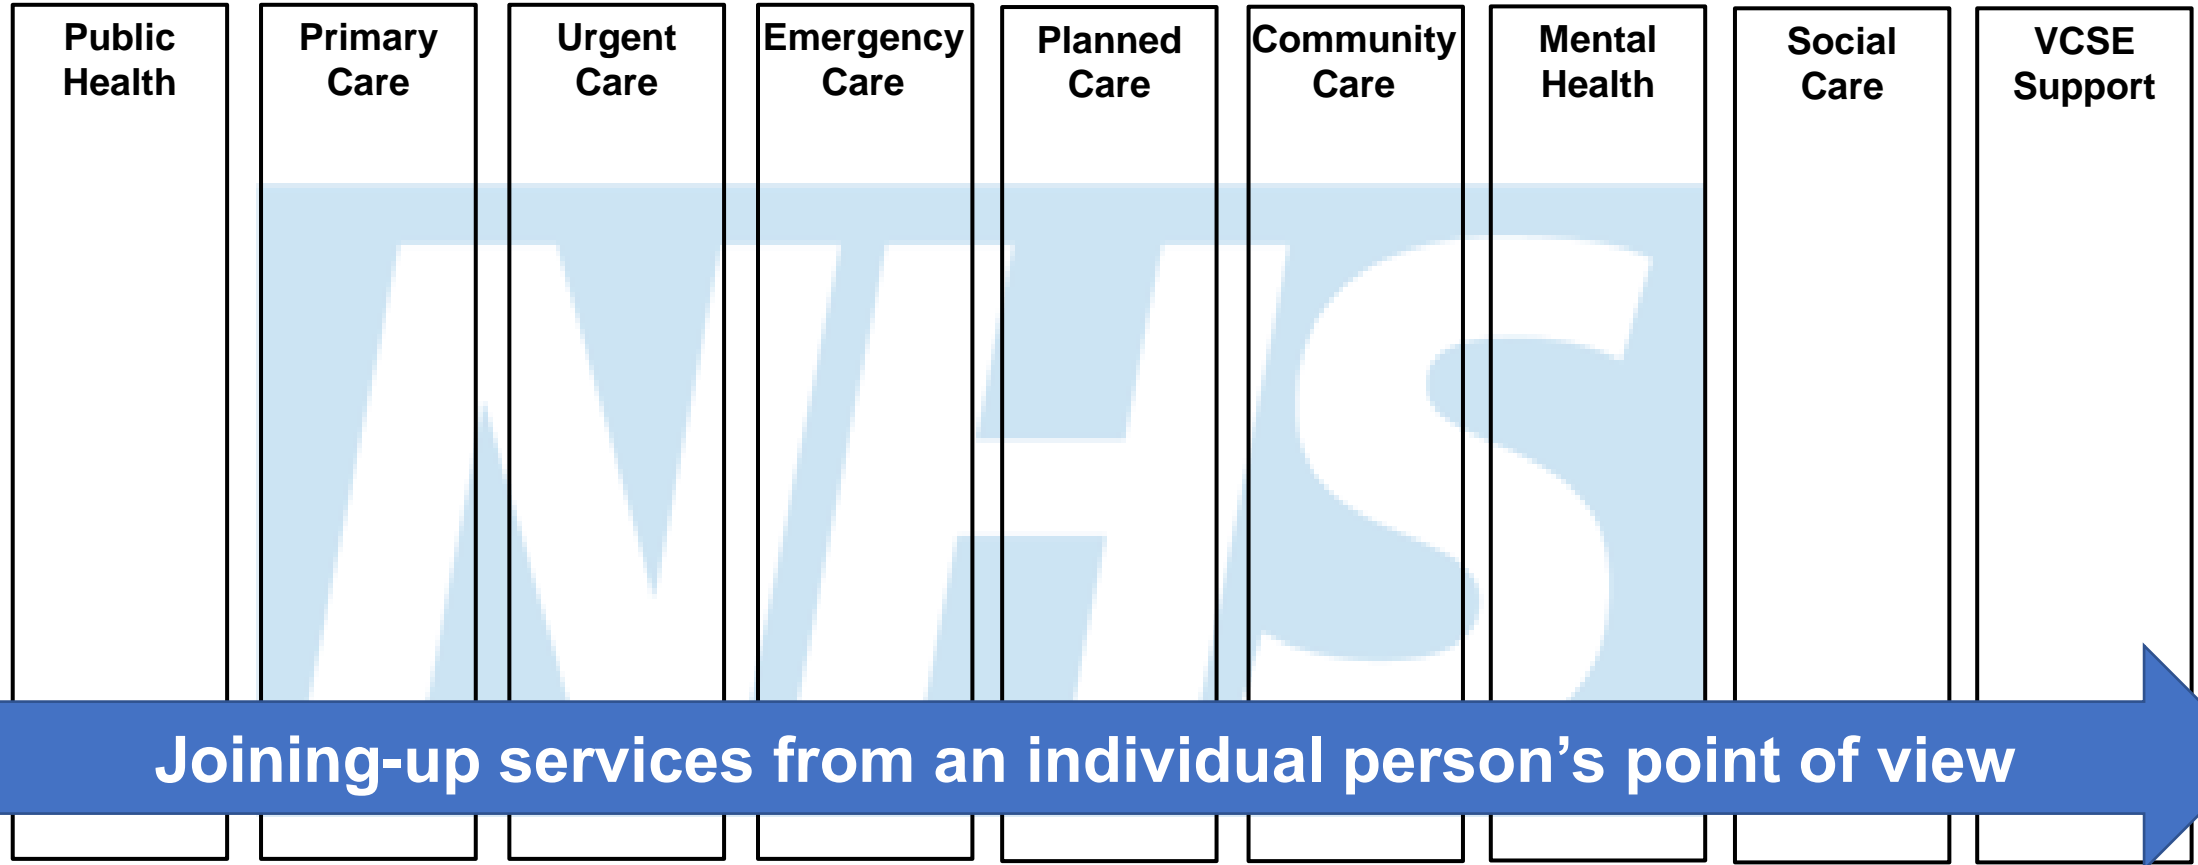 Public
Health
Primary
Care
Urgent
Care
Emergency
Care
Planned
Care
Community
Care
Mental
Health
Social
Care
VCSE
Support
NHS
Joining-up services from an individual person’s point of view